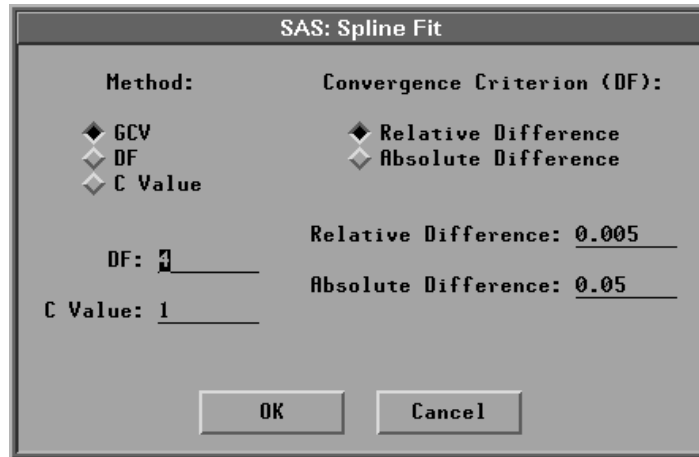 SAS: Spline Fit
Method:
GCV
DF
C Value
DF: 4
C Value: 1
Convergence Criterion (DF):
Relative Difference
Absolute Difference
Relative Difference: 0.005
Absolute Difference: 0.05
OK
Cancel